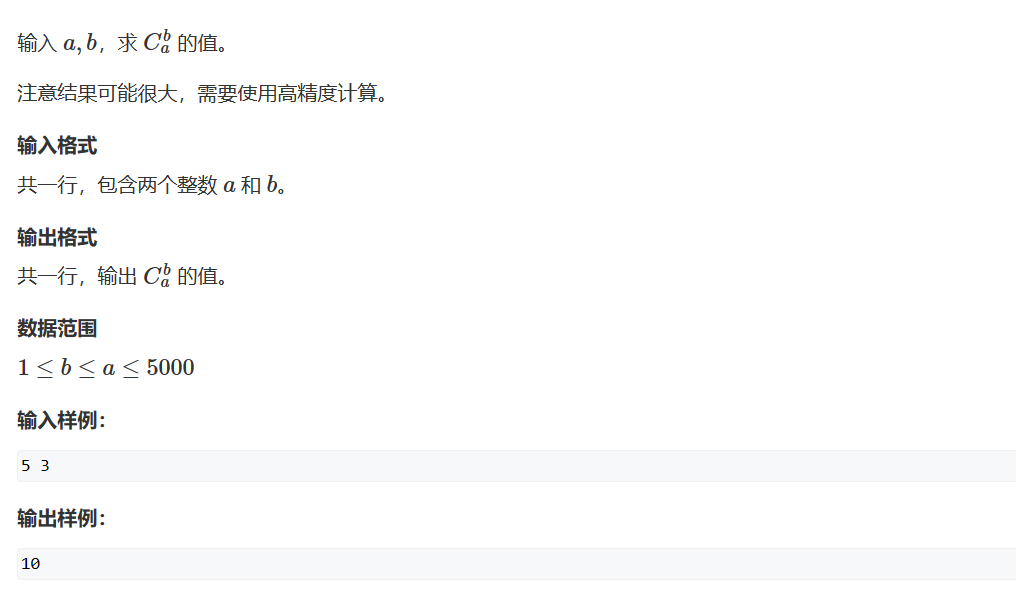 输入 a, b，求 C_a^b 的值。
注意结果可能很大，需要使用高精度计算。
输入格式
共一行，包含两个整数 a 和 b。
输出格式
共一行，输出 C_a^b 的值。
数据范围
1 ≤ b ≤ a ≤ 5000
输入样例：
5 3
输出样例：
10